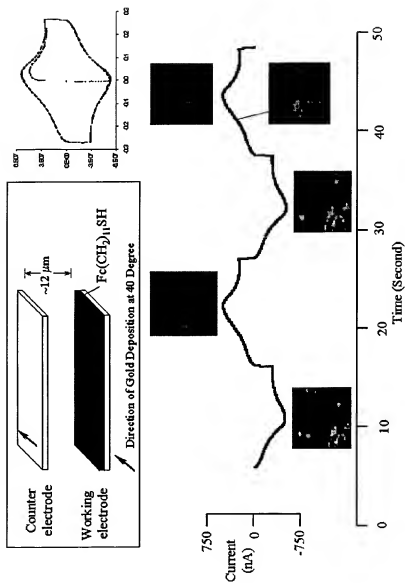 Counter
electrode
Working
electrode
~12 μm
Fc(CH2)11SH
Direction of Gold Deposition at 40 Degree
750
0
-750
Current
(nA)
0
10
20
30
40
50
Time (Second)